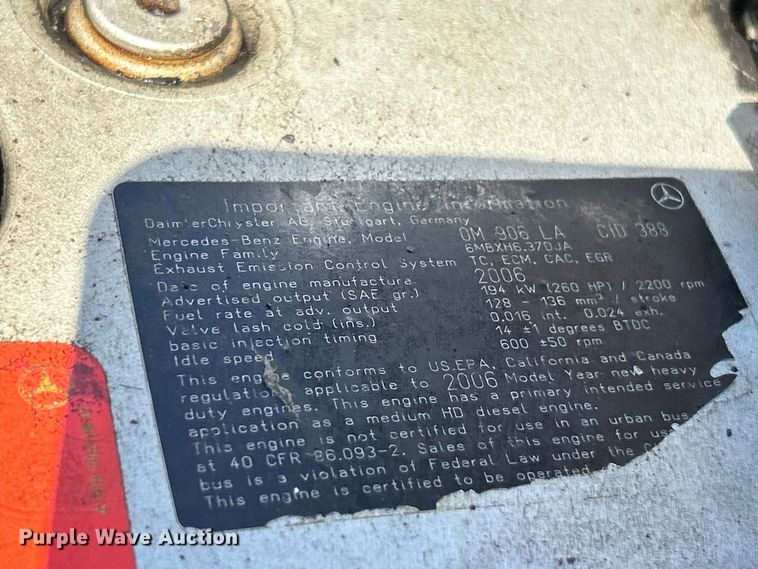 Important Engine Information
DaimlerChrysler AG, Stuttgart, Germany
Mercedes-Benz Engine, Model OM 906 LA CID 388
Engine Family 6MBXH6.37DJA
Exhaust Emission Control System TC, ECM, CAC, EGR
Date of engine manufacture 2006
Advertised output (SAE gr.) 194 kW (260 HP) / 2200 rpm
Fuel rate at adv. output 128 - 136 mm³ / stroke
Valve lash cold (ins.) 0.016 int. 0.024 exh.
basic injection timing 14 ±1 degrees BTDC
Idle speed 600 ±50 rpm
This engine conforms to US.EPA, California and Canada
regulations applicable to 2006 Model Year new heavy
duty engines. This engine has a primary intended service
application as a medium HD diesel engine.
This engine is not certified for use in an urban bus
at 40 CFR 86.093-2. Sales of this engine for use
bus is a violation of Federal Law under the
This engine is certified to be operated
Purple Wave Auction